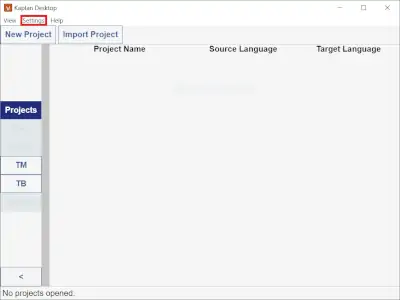 Kaplan Desktop
View Settings Help
New Project Import Project
Project Name Source Language Target Language
Projects
TM
TB
<
No projects opened.